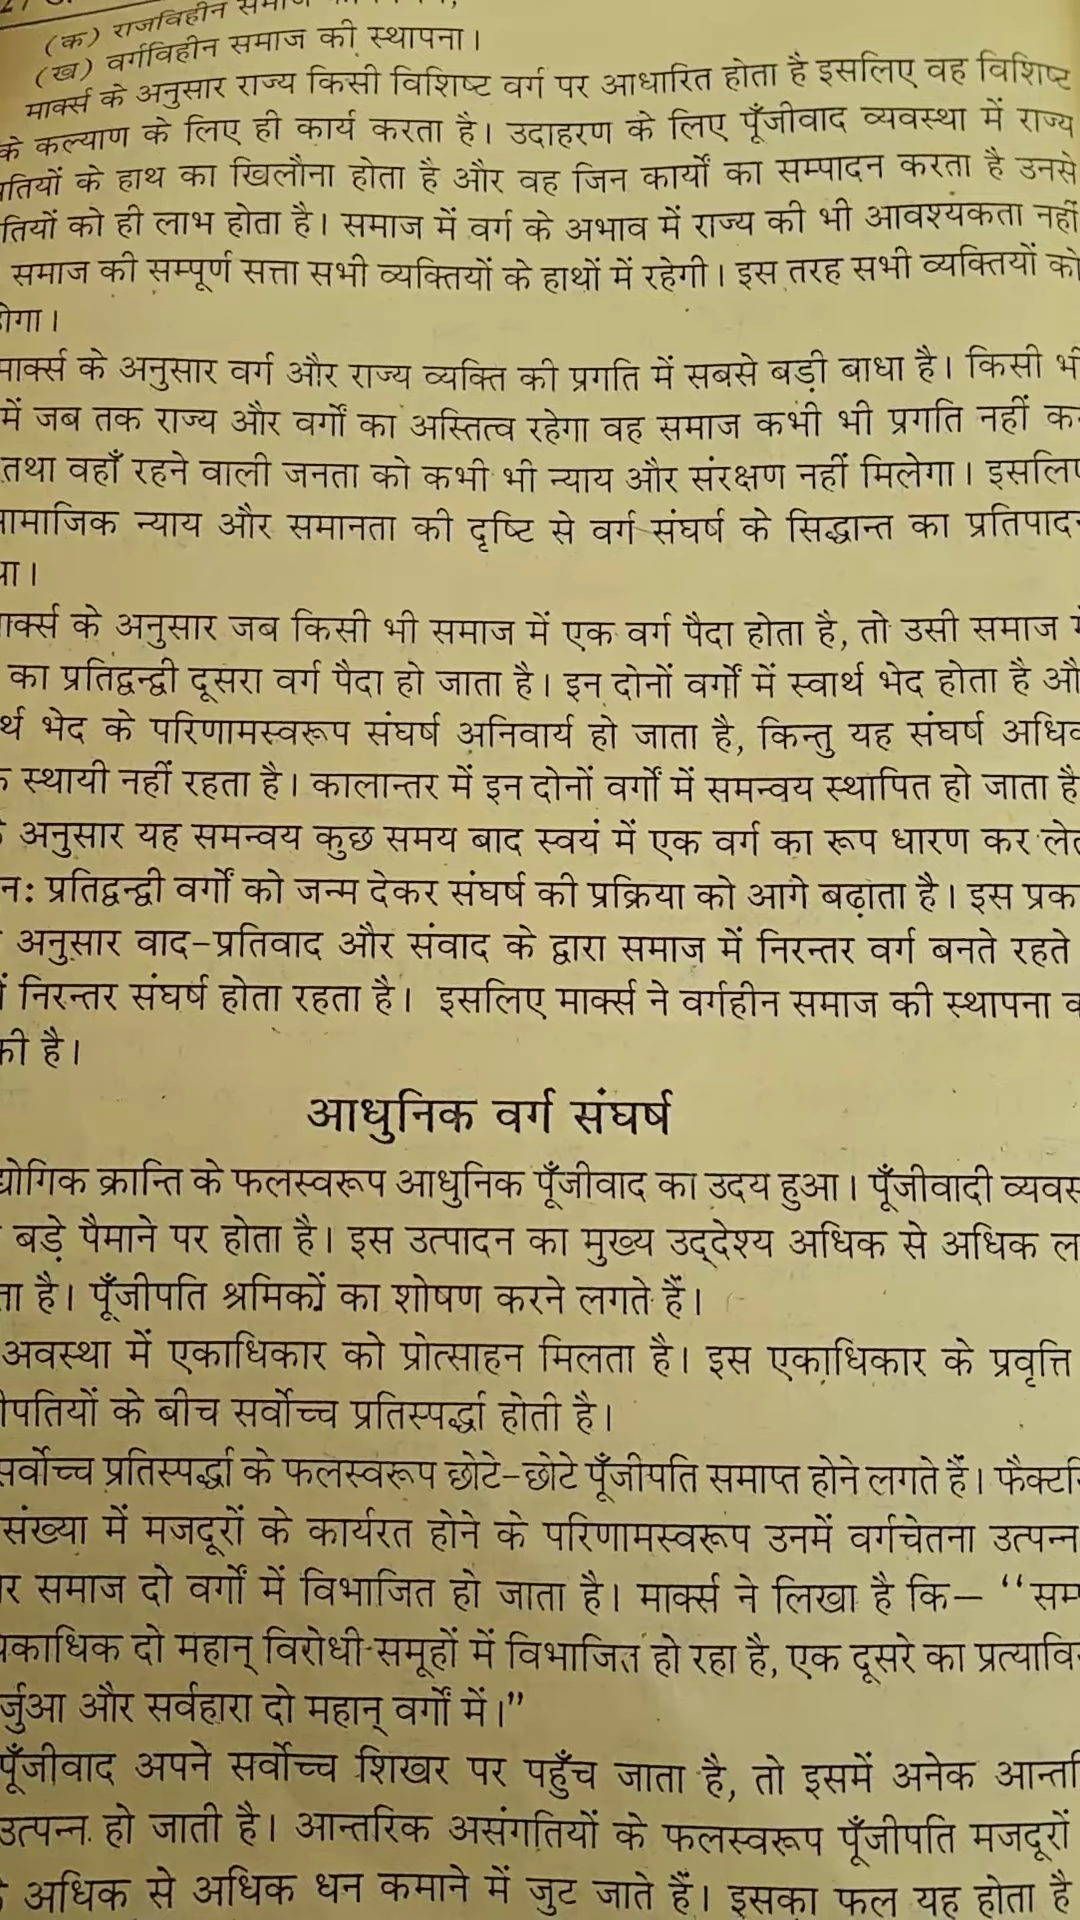 (क) राजविहीन समाज
(ख) वर्गविहीन समाज की स्थापना।
मार्क्स के अनुसार राज्य किसी विशिष्ट वर्ग पर आधारित होता है इसलिए वह विशिष्ट
के कल्याण के लिए ही कार्य करता है। उदाहरण के लिए पूँजीवाद व्यवस्था में राज्य
पतियों के हाथ का खिलौना होता है और वह जिन कार्यों का सम्पादन करता है उनसे
तियों को ही लाभ होता है। समाज में वर्ग के अभाव में राज्य की भी आवश्यकता नहीं
समाज की सम्पूर्ण सत्ता सभी व्यक्तियों के हाथों में रहेगी। इस तरह सभी व्यक्तियों को
होगा।
मार्क्स के अनुसार वर्ग और राज्य व्यक्ति की प्रगति में सबसे बड़ी बाधा है। किसी भी
में जब तक राज्य और वर्गों का अस्तित्व रहेगा वह समाज कभी भी प्रगति नहीं क
तथा वहाँ रहने वाली जनता को कभी भी न्याय और संरक्षण नहीं मिलेगा। इसलिए
ामाजिक न्याय और समानता की दृष्टि से वर्ग संघर्ष के सिद्धान्त का प्रतिपादन
या।
मार्क्स के अनुसार जब किसी भी समाज में एक वर्ग पैदा होता है, तो उसी समाज में
का प्रतिद्वन्द्वी दूसरा वर्ग पैदा हो जाता है। इन दोनों वर्गों में स्वार्थ भेद होता है औ
र्थ भेद के परिणामस्वरूप संघर्ष अनिवार्य हो जाता है, किन्तु यह संघर्ष अधिक
स्थायी नहीं रहता है। कालान्तर में इन दोनों वर्गों में समन्वय स्थापित हो जाता है
अनुसार यह समन्वय कुछ समय बाद स्वयं में एक वर्ग का रूप धारण कर लेत
न: प्रतिद्वन्द्वी वर्गों को जन्म देकर संघर्ष की प्रक्रिया को आगे बढ़ाता है। इस प्रक
अनुसार वाद-प्रतिवाद और संवाद के द्वारा समाज में निरन्तर वर्ग बनते रहते
निरन्तर संघर्ष होता रहता है। इसलिए मार्क्स ने वर्गहीन समाज की स्थापना
की है।
आधुनिक वर्ग संघर्ष
द्योगिक क्रान्ति के फलस्वरूप आधुनिक पूँजीवाद का उदय हुआ। पूँजीवादी व्यवस
बड़े पैमाने पर होता है। इस उत्पादन का मुख्य उद्देश्य अधिक से अधिक ल
ता है। पूँजीपति श्रमिकों का शोषण करने लगते हैं।
अवस्था में एकाधिकार को प्रोत्साहन मिलता है। इस एकाधिकार के प्रवृत्ति
ीपतियों के बीच सर्वोच्च प्रतिस्पर्द्धा होती है।
सर्वोच्च प्रतिस्पर्द्धा के फलस्वरूप छोटे-छोटे पूँजीपति समाप्त होने लगते हैं। फैक्टरि
संख्या में मजदूरों के कार्यरत होने के परिणामस्वरूप उनमें वर्गचेतना उत्पन्न
र समाज दो वर्गों में विभाजित हो जाता है। मार्क्स ने लिखा है कि— ‘‘सम्प
काधिक दो महान् विरोधी समूहों में विभाजित हो रहा है, एक दूसरे का प्रत्यावि
र्जुआ और सर्वहारा दो महान् वर्गों में।’’
पूँजीवाद अपने सर्वोच्च शिखर पर पहुँच जाता है, तो इसमें अनेक आन्तरि
उत्पन्न हो जाती है। आन्तरिक असंगतियों के फलस्वरूप पूँजीपति मजदूरों
अधिक से अधिक धन कमाने में जुट जाते हैं। इसका फल यह होता है